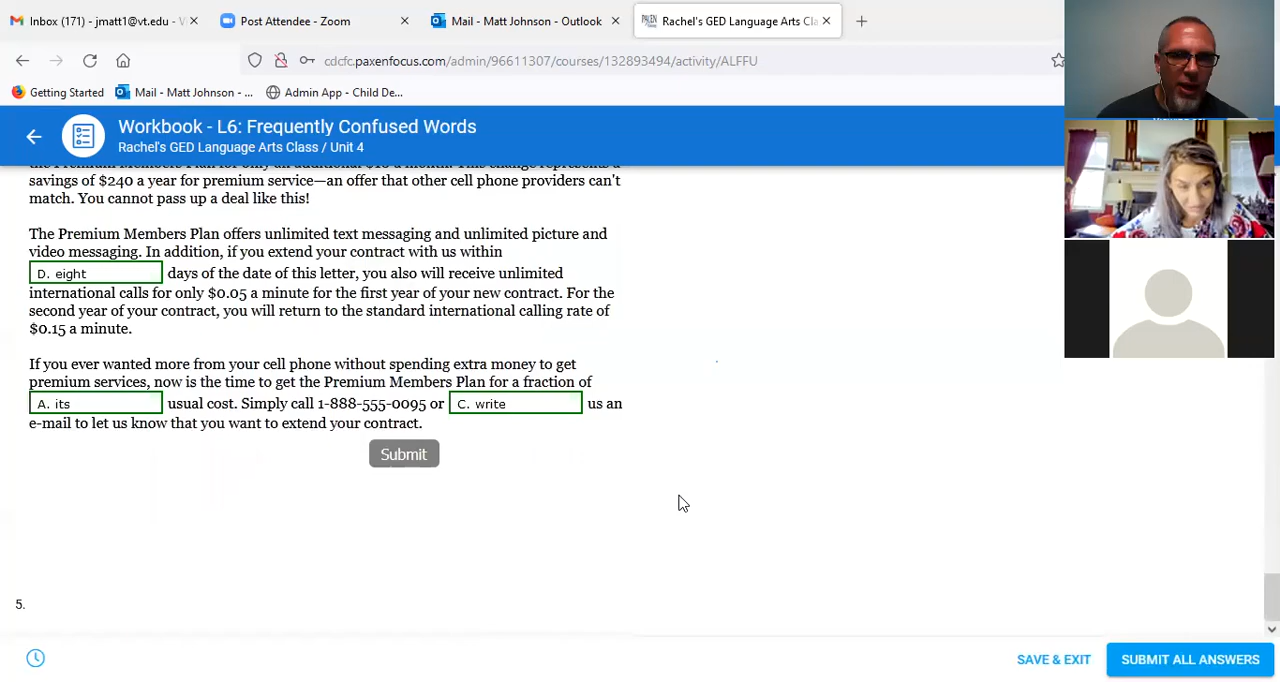 Inbox (171) - jmatt1@vt.edu - V
Post Attendee - Zoom
Mail - Matt Johnson - Outlook
Rachel's GED Language Arts Cla
cdcfc.paxenfocus.com/admin/96611307/courses/132893494/activity/ALFFU
Getting Started
Mail - Matt Johnson - ...
Admin App - Child De...
Workbook - L6: Frequently Confused Words
Rachel's GED Language Arts Class / Unit 4
savings of $240 a year for premium service—an offer that other cell phone providers can't
match. You cannot pass up a deal like this!
The Premium Members Plan offers unlimited text messaging and unlimited picture and
video messaging. In addition, if you extend your contract with us within
D. eight days of the date of this letter, you also will receive unlimited
international calls for only $0.05 a minute for the first year of your new contract. For the
second year of your contract, you will return to the standard international calling rate of
$0.15 a minute.
If you ever wanted more from your cell phone without spending extra money to get
premium services, now is the time to get the Premium Members Plan for a fraction of
A. its usual cost. Simply call 1-888-555-0095 or C. write us an
e-mail to let us know that you want to extend your contract.
Submit
5.
SAVE & EXIT
SUBMIT ALL ANSWERS